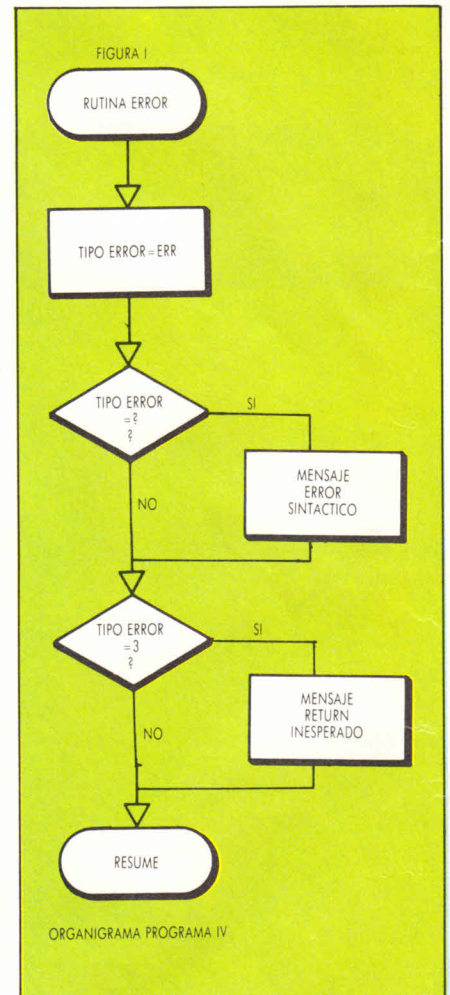 FIGURA I
RUTINA ERROR
TIPO ERROR=ERR
TIPO ERROR
=?
?
SI
MENSAJE
ERROR
SINTACTICO
NO
TIPO ERROR
=3
?
SI
MENSAJE
RETURN
INESPERADO
NO
RESUME
ORGANIGRAMA PROGRAMA IV